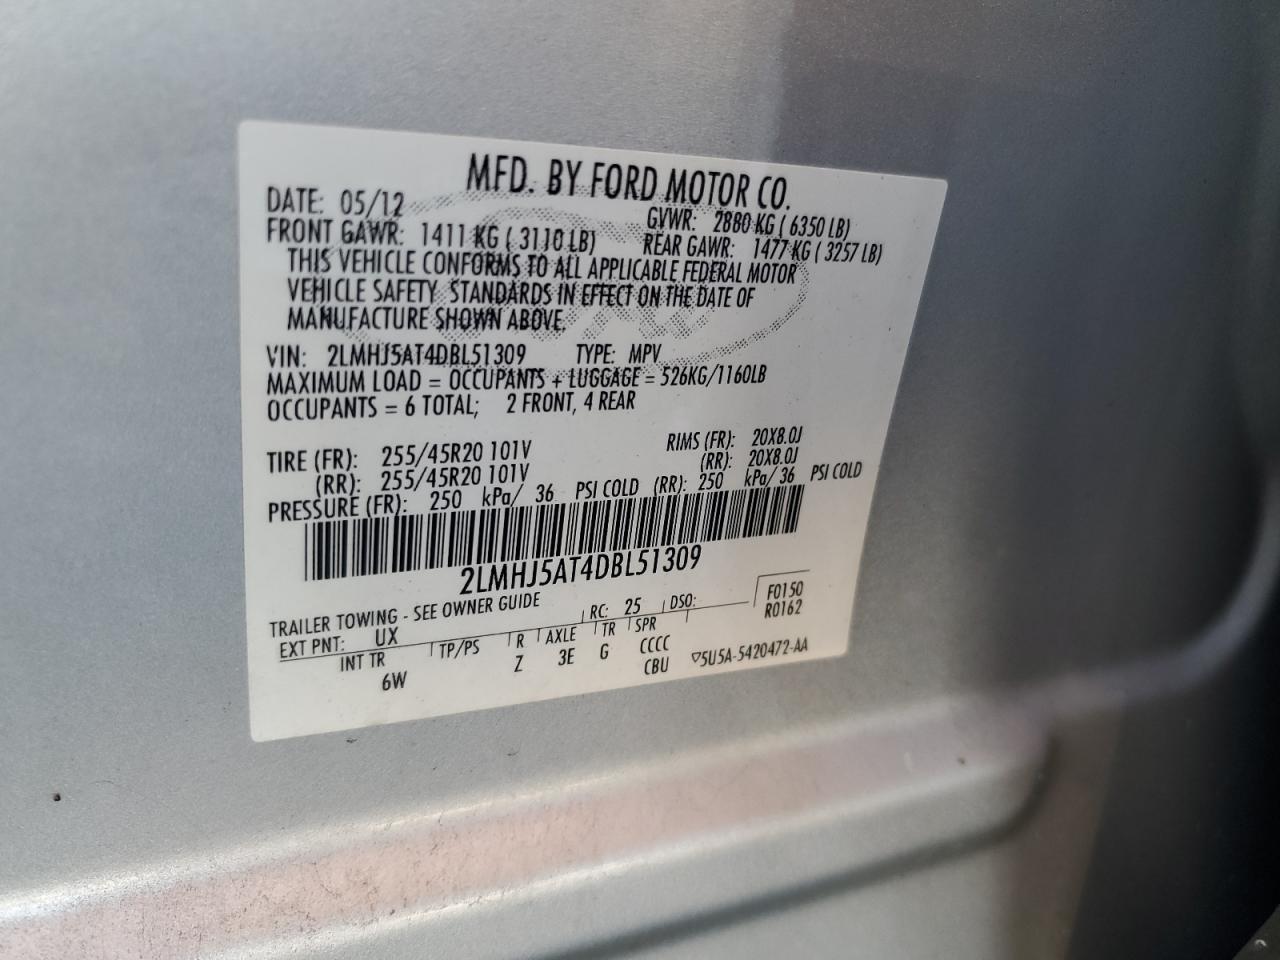 MFD. BY FORD MOTOR CO.
DATE: 05/12 GVWR: 2880 KG ( 6350 LB)
FRONT GAWR: 1411 KG ( 3110 LB) REAR GAWR: 1477 KG ( 3257 LB)
THIS VEHICLE CONFORMS TO ALL APPLICABLE FEDERAL MOTOR
VEHICLE SAFETY STANDARDS IN EFFECT ON THE DATE OF
MANUFACTURE SHOWN ABOVE.
VIN: 2LMHJ5AT4DBL51309 TYPE: MPV
MAXIMUM LOAD = OCCUPANTS + LUGGAGE = 526KG/1160LB
OCCUPANTS = 6 TOTAL; 2 FRONT, 4 REAR
TIRE (FR): 255/45R20 101V RIMS (FR): 20X8.0J
(RR): 255/45R20 101V (RR): 20X8.0J
PRESSURE (FR): 250 kPa/ 36 PSI COLD (RR): 250 kPa/ 36 PSI COLD
2LMHJ5AT4DBL51309
TRAILER TOWING - SEE OWNER GUIDE
EXT PNT: UX RC: 25 DSO: F0150
R0162
INT TR TP/PS R AXLE TR SPR
6W Z 3E G CCCC
CBU ▽5U5A-5420472-AA